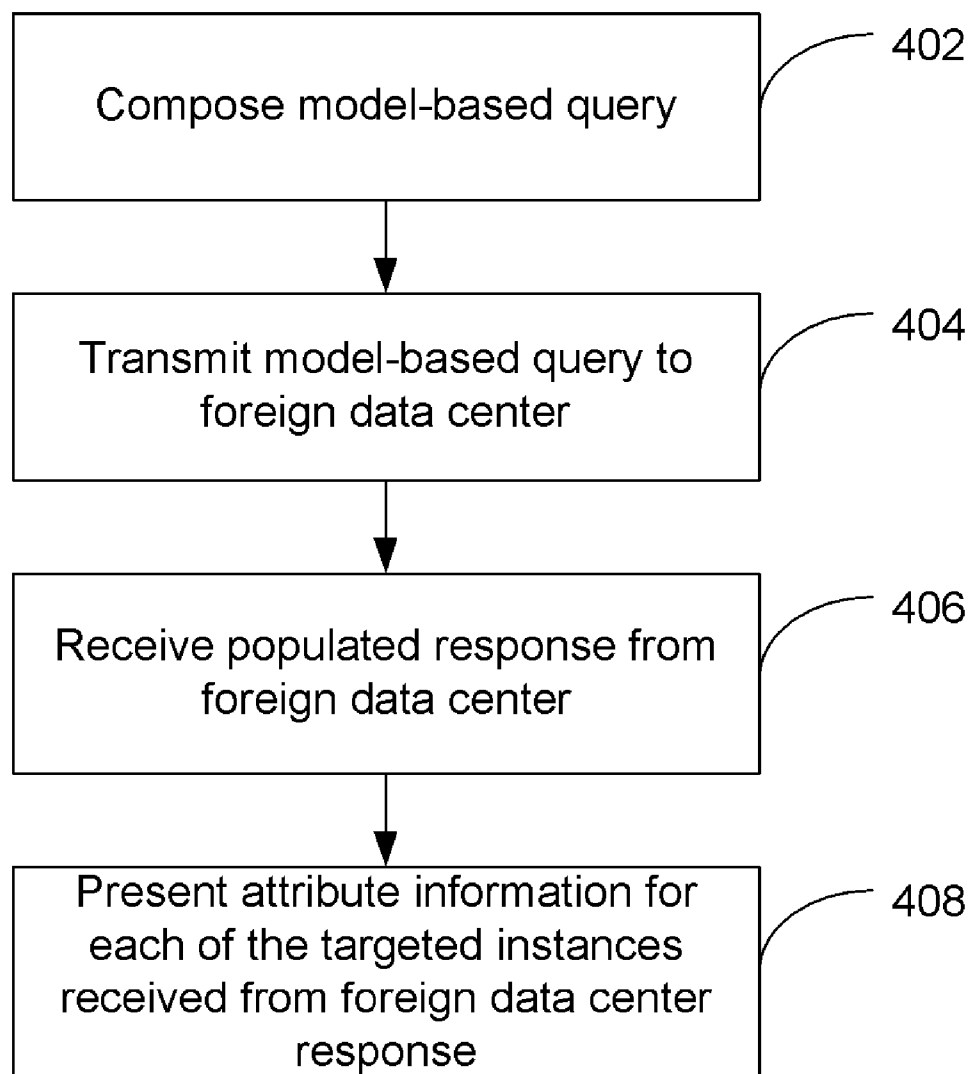 Compose model-based query
402
Transmit model-based query to
foreign data center
404
Receive populated response from
foreign data center
406
Present attribute information for
each of the targeted instances
received from foreign data center
response
408